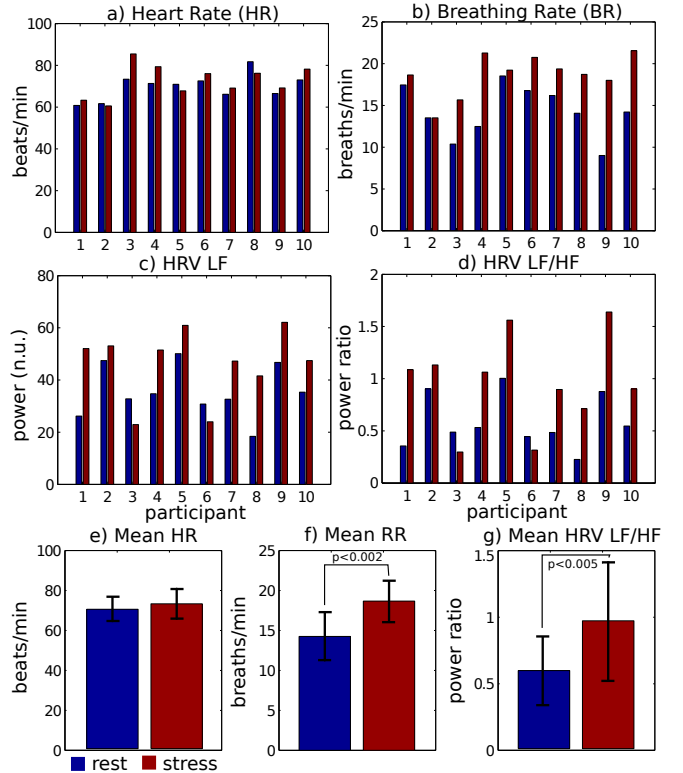 a) Heart Rate (HR)
beats/min
100
80
60
40
20
0
1 2 3 4 5 6 7 8 9 10
b) Breathing Rate (BR)
breaths/min
25
20
15
10
5
0
1 2 3 4 5 6 7 8 9 10
c) HRV LF
power (n.u.)
80
60
40
20
0
1 2 3 4 5 6 7 8 9 10
participant
d) HRV LF/HF
power ratio
2
1.5
1
0.5
0
1 2 3 4 5 6 7 8 9 10
participant
e) Mean HR
beats/min
100
80
60
40
20
0
f) Mean RR
breaths/min
25
20
15
10
5
0
p<0.002
g) Mean HRV LF/HF
power ratio
1.5
1
0.5
0
p<0.005
rest stress